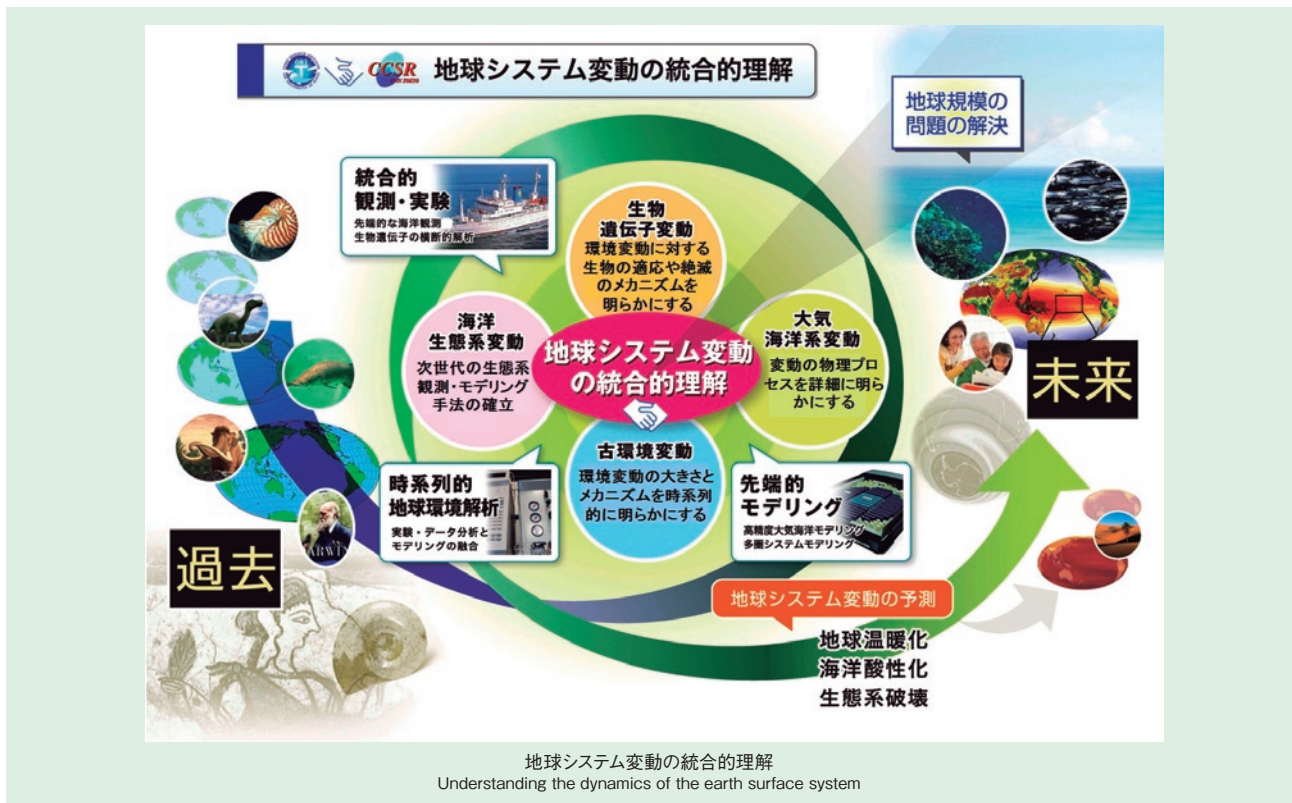 CCSR 地球システム変動の統合的理解
地球規模の
問題の解決
統合的
観測・実験
先端的な海洋観測
生物遺伝子の横断的解析
生物
遺伝子変動
環境変動に対する
生物の適応や絶滅
のメカニズムを
明らかにする
海洋
生態系変動
次世代の生態系
観測・モデリング
手法の確立
地球システム変動
の統合的理解
大気
海洋系変動
変動の物理プロ
セスを詳細に明ら
かにする
未来
古環境変動
環境変動の大きさと
メカニズムを時系列
的に明らかにする
時系列的
地球環境解析
実験・データ分析と
モデリングの融合
先端的
モデリング
高精度大気海洋モデリング
多圏システムモデリング
過去
地球システム変動の予測
地球温暖化
海洋酸性化
生態系破壊
地球システム変動の統合的理解
Understanding the dynamics of the earth surface system